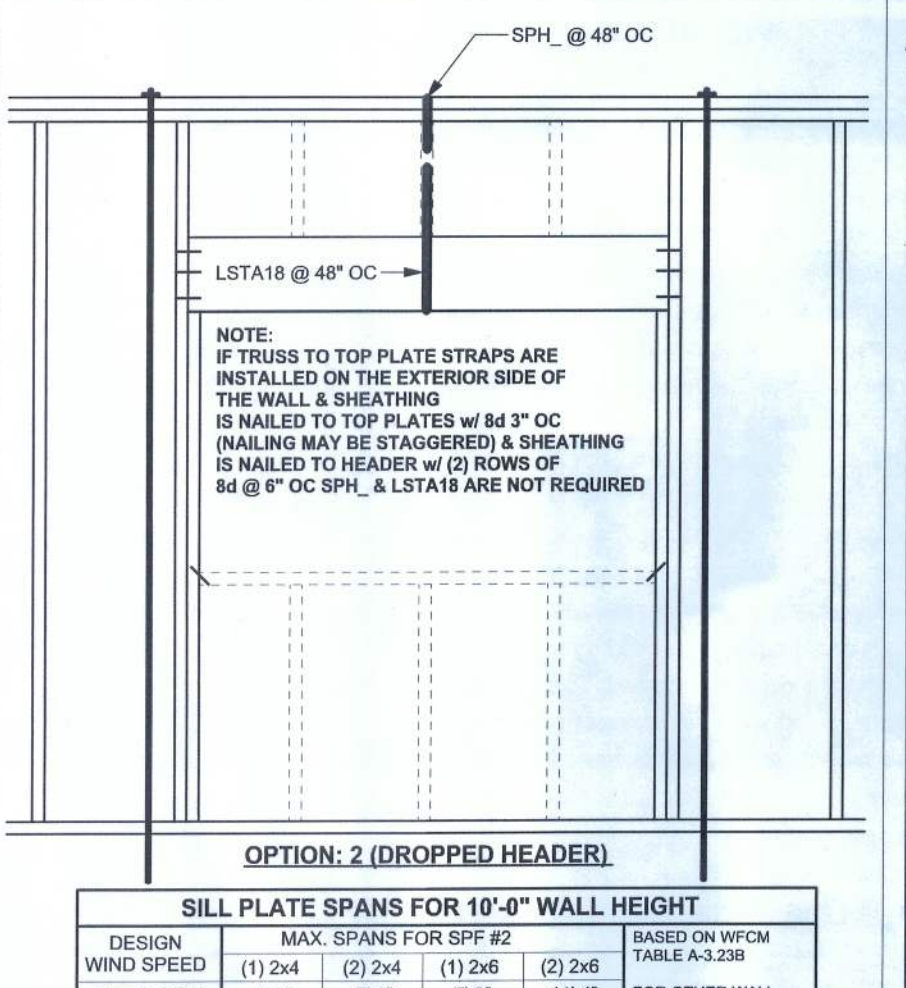 SPH_ @ 48" OC
LSTA18 @ 48" OC
NOTE:
IF TRUSS TO TOP PLATE STRAPS ARE
INSTALLED ON THE EXTERIOR SIDE OF
THE WALL & SHEATHING
IS NAILED TO TOP PLATES w/ 8d 3" OC
(NAILING MAY BE STAGGERED) & SHEATHING
IS NAILED TO HEADER w/ (2) ROWS OF
8d @ 6" OC SPH_ & LSTA18 ARE NOT REQUIRED
OPTION: 2 (DROPPED HEADER)
SILL PLATE SPANS FOR 10'-0" WALL HEIGHT
DESIGN
WIND SPEED
MAX. SPANS FOR SPF #2
(1) 2x4
(2) 2x4
(1) 2x6
(2) 2x6
BASED ON WFCM
TABLE A-3.23B
FOR OTHER WALL